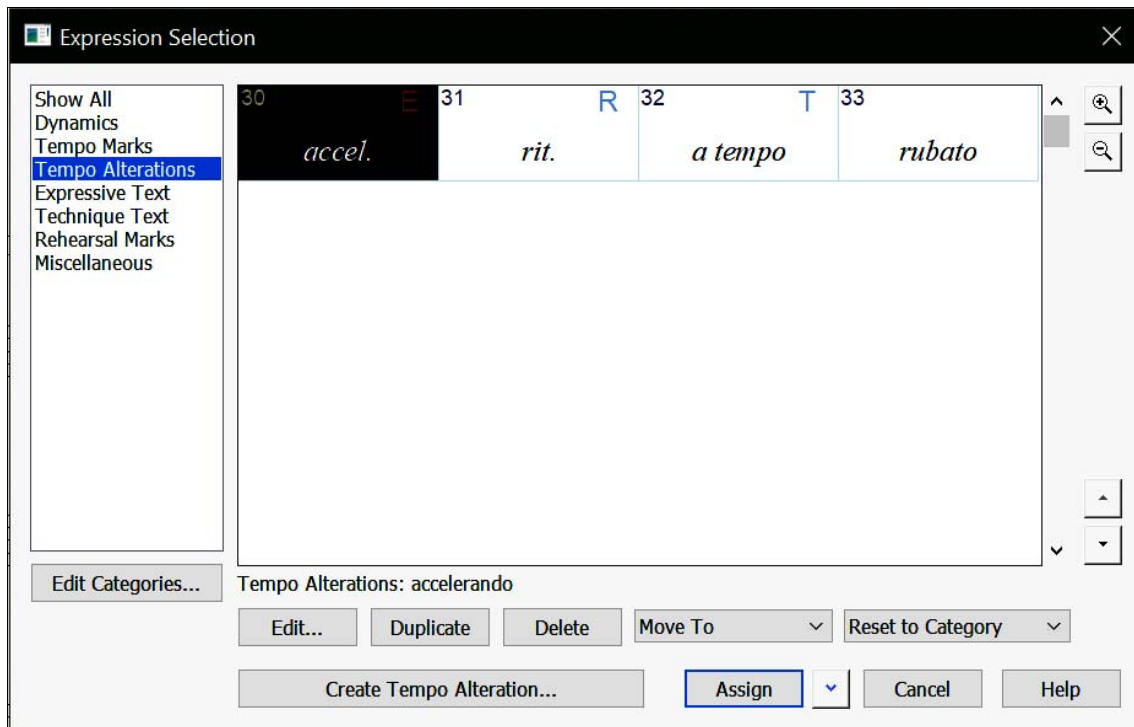 Expression Selection
Show All
Dynamics
Tempo Marks
Tempo Alterations
Expressive Text
Technique Text
Rehearsal Marks
Miscellaneous
30 E 31 R 32 T 33
accel. rit. a tempo rubato
Edit Categories... Tempo Alterations: accelerando
Edit... Duplicate Delete Move To Reset to Category
Create Tempo Alteration... Assign Cancel Help